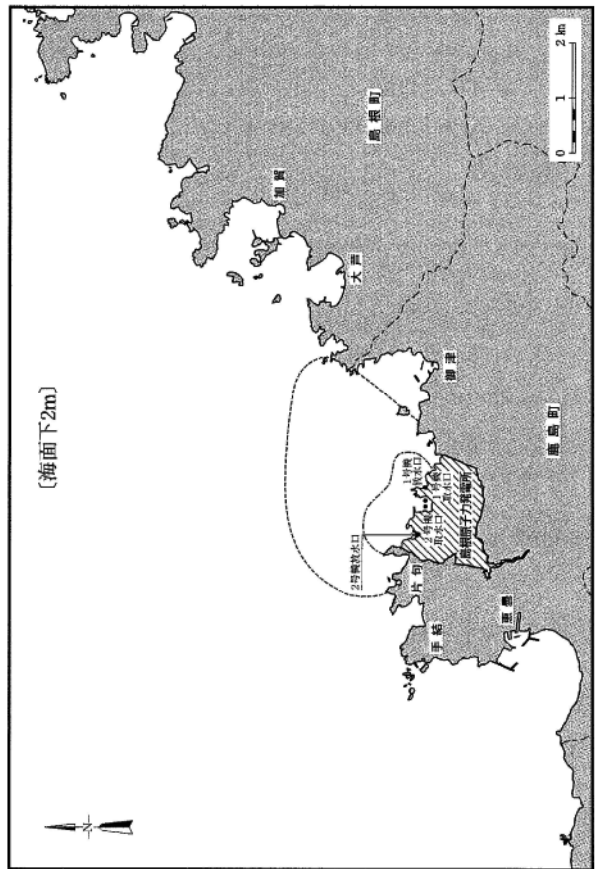 〔海面下2m〕
加賀
大芦
島根町
御津
鹿島町
1号機
放水口
1号機
取水口
2号機
取水口
2号機放水口
島根原子力発電所
片句
手結
恵曇
N
0 1 2km